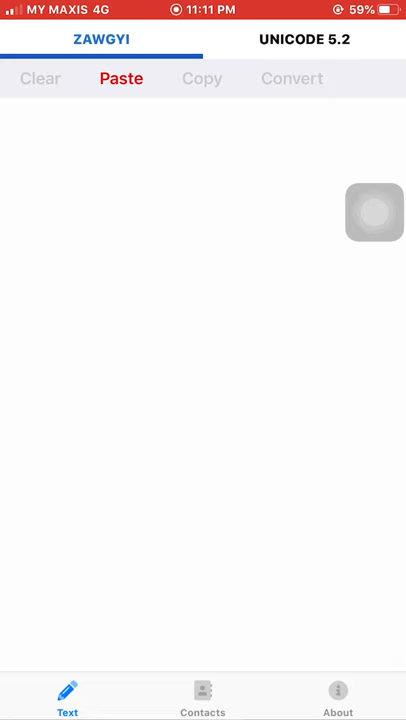 MY MAXIS 4G 11:11 PM 59%
ZAWGYI UNICODE 5.2
Clear Paste Copy Convert
Text Contacts About